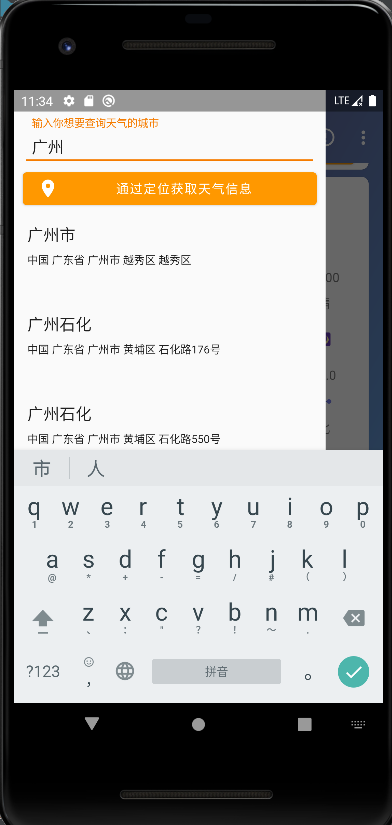 11:34 LTE
输入你想要查询天气的城市
广州
通过定位获取天气信息
广州市
中国 广东省 广州市 越秀区 越秀区
00
广州石化
中国 广东省 广州市 黄埔区 石化路176号
.0
广州石化
中国 广东省 广州市 黄埔区 石化路550号
市 人
q w e r t y u i o p
1 2 3 4 5 6 7 8 9 0
a s d f g h j k l
@ * + - = / # ( )
z x c v b n m
、 : " ? ! ~ .
?123 , 拼音 。